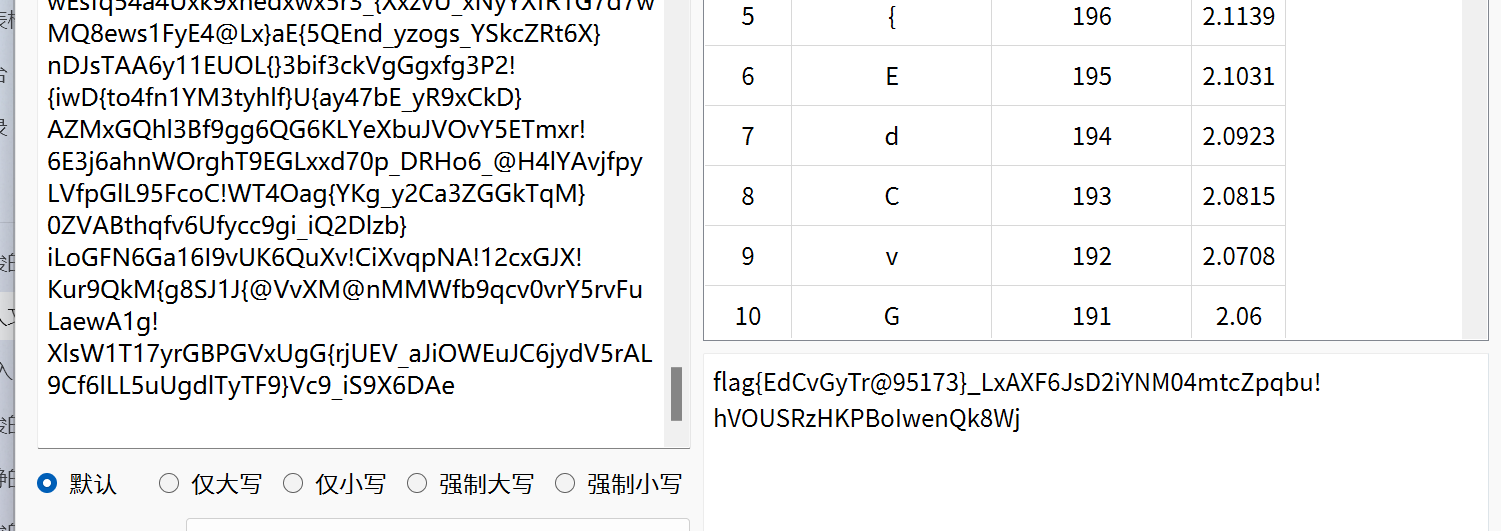 MQ8ews1FyE4@Lx}aE{5QEnd_yzogs_YSkcZRt6X}
nDJsTAA6y11EUOL{}3bif3ckVgGgxfg3P2!
{iwD{to4fn1YM3tyhlf}U{ay47bE_yR9xCkD}
AZMxGQhl3Bf9gg6QG6KLYeXbuJVOvY5ETmxr!
6E3j6ahnWOrghT9EGLxxd70p_DRHo6_@H4lYAvjfpy
LVfpGlL95FcoC!WT4Oag{YKg_y2Ca3ZGGkTqM}
0ZVABthqfv6Ufycc9gi_iQ2Dlzb}
iLoGFN6Ga16I9vUK6QuXv!CiXvqpNA!12cxGJX!
Kur9QkM{g8SJ1J{@VvXM@nMMWfb9qcv0vrY5rvFu
LaewA1g!
XlsW1T17yrGBPGVxUgG{rjUEV_aJiOWEuJC6jydV5rAL
9Cf6lLL5uUgdlTyTF9}Vc9_iS9X6DAe
默认 仅大写 仅小写 强制大写 强制小写
5 { 196 2.1139
6 E 195 2.1031
7 d 194 2.0923
8 C 193 2.0815
9 v 192 2.0708
10 G 191 2.06
flag{EdCvGyTr@95173}_LxAXF6JsD2iYNM04mtcZpqbu!
hVOUSRzHKPBoIwenQk8Wj